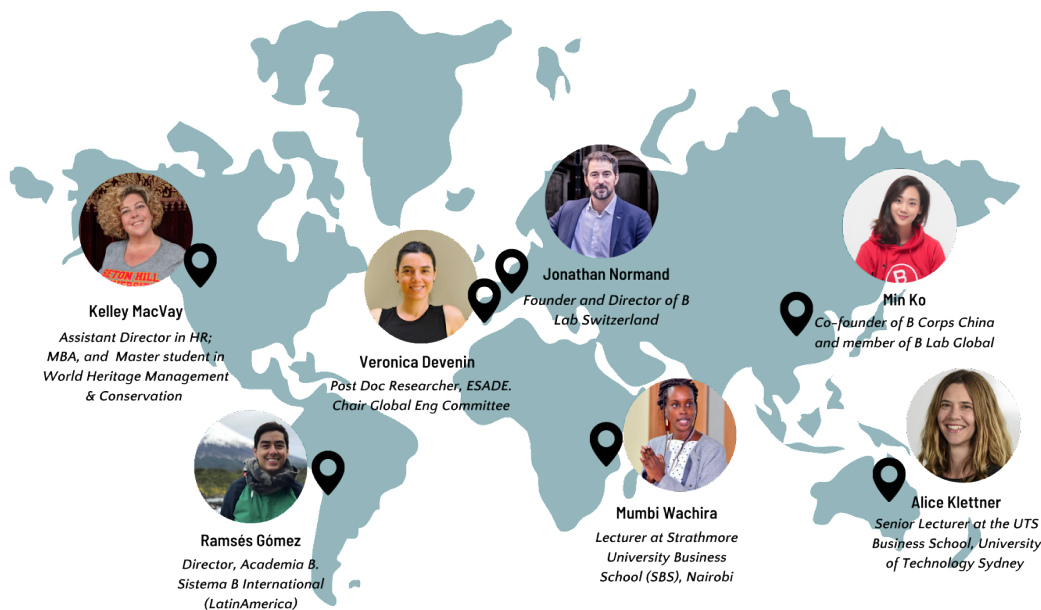 Jonathan Normand
Founder and Director of B
Lab Switzerland
Min Ko
Co-founder of B Corps China
and member of B Lab Global
B
SETON HILL
Kelley MacVay
Assistant Director in HR;
MBA, and Master student in
World Heritage Management
& Conservation
Veronica Devenin
Post Doc Researcher, ESADE.
Chair Global Eng Committee
Ramsés Gómez
Director, Academia B.
Sistema B International
(LatinAmerica)
Mumbi Wachira
Lecturer at Strathmore
University Business
School (SBS), Nairobi
Alice Klettner
Senior Lecturer at the UTS
Business School, University
of Technology Sydney